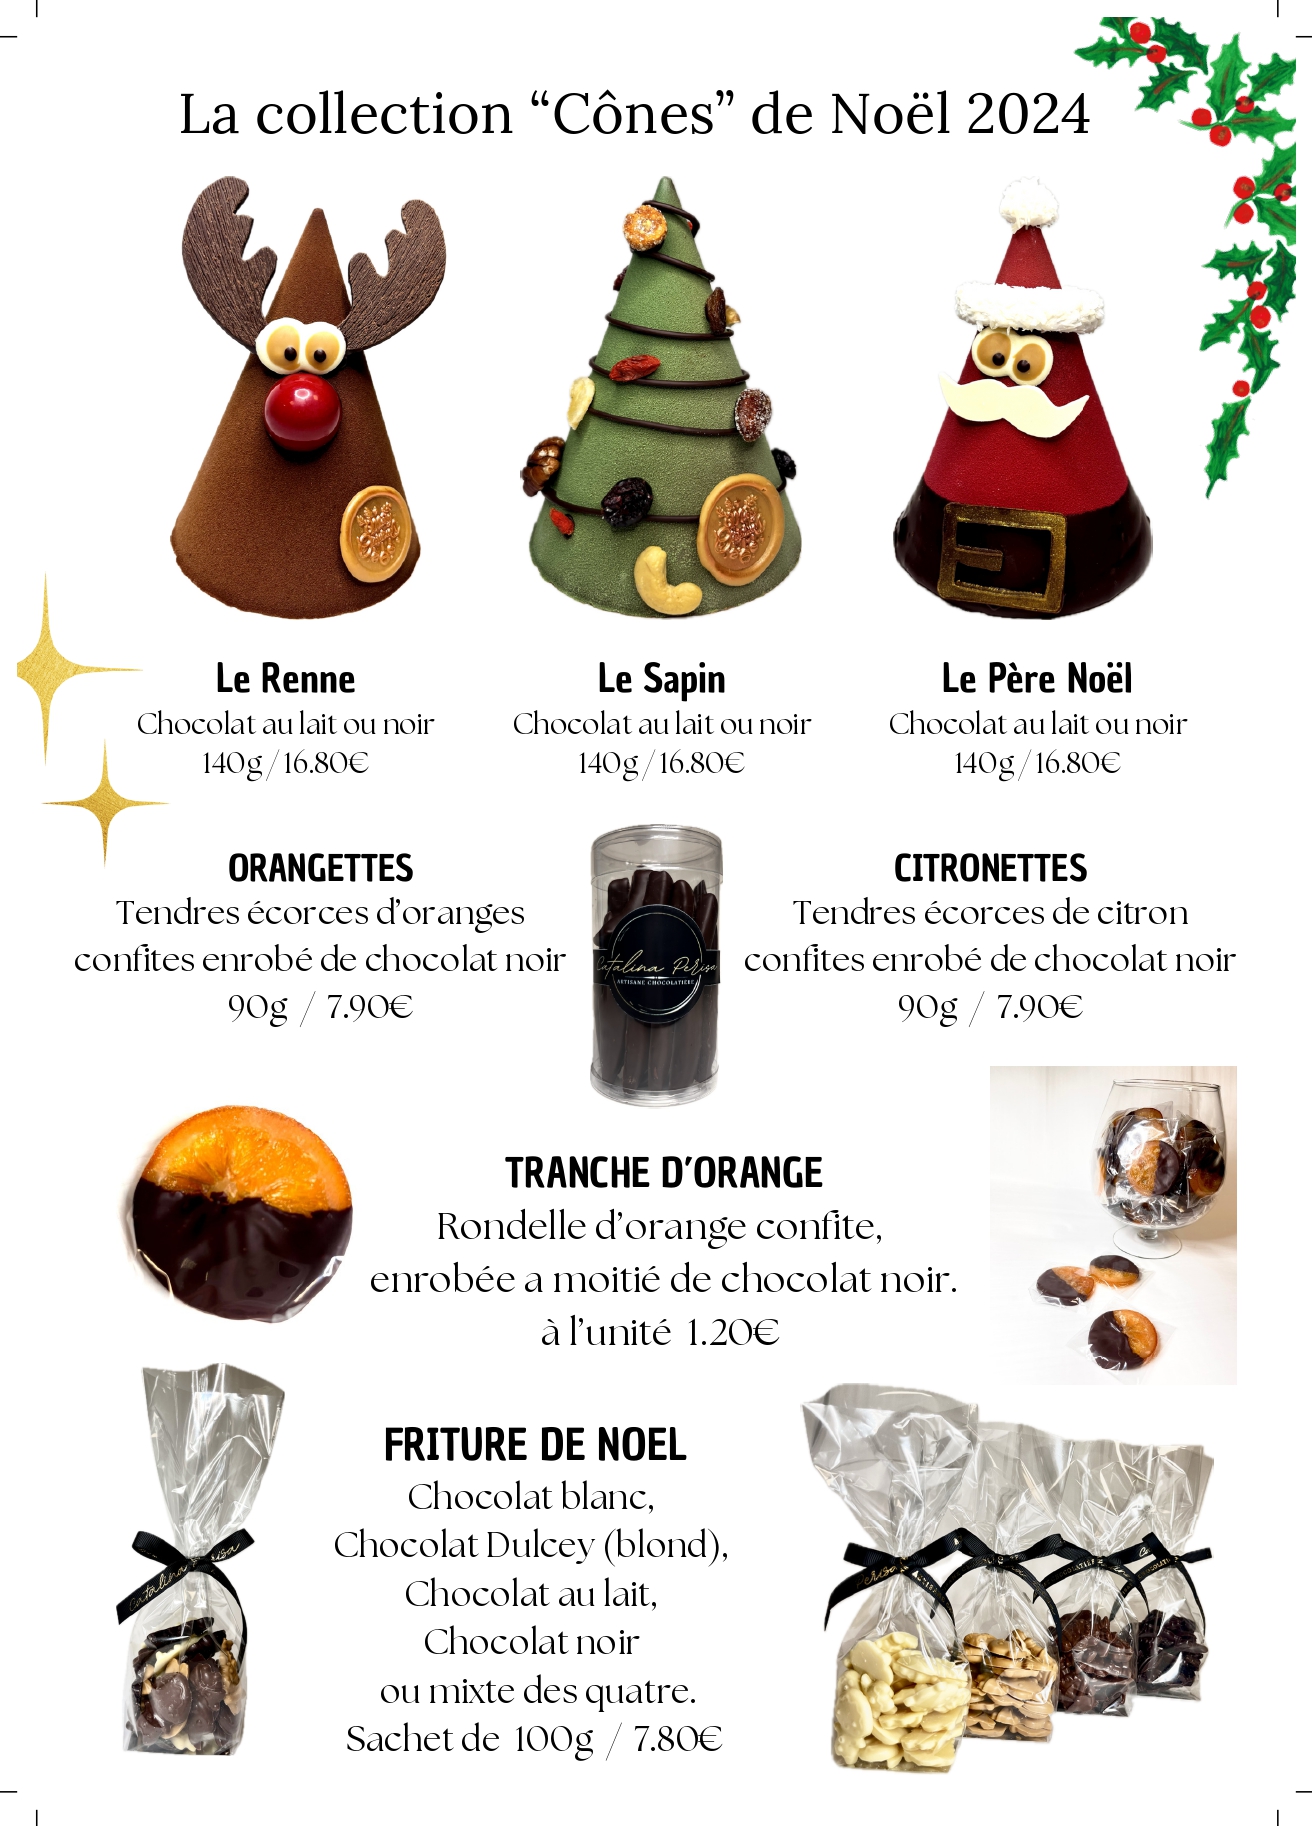 La collection “Cônes” de Noël 2024
Le Renne
Chocolat au lait ou noir
140g / 16.80€
Le Sapin
Chocolat au lait ou noir
140g / 16.80€
Le Père Noël
Chocolat au lait ou noir
140g / 16.80€
ORANGETTES
Tendres écorces d’oranges
confites enrobé de chocolat noir
90g / 7.90€
Catalina Perisa
ARTISANE CHOCOLATIÈRE
CITRONETTES
Tendres écorces de citron
confites enrobé de chocolat noir
90g / 7.90€
TRANCHE D’ORANGE
Rondelle d’orange confite,
enrobée a moitié de chocolat noir.
à l’unité 1.20€
FRITURE DE NOEL
Chocolat blanc,
Chocolat Dulcey (blond),
Chocolat au lait,
Chocolat noir
ou mixte des quatre.
Sachet de 100g / 7.80€
Catalina Perisa